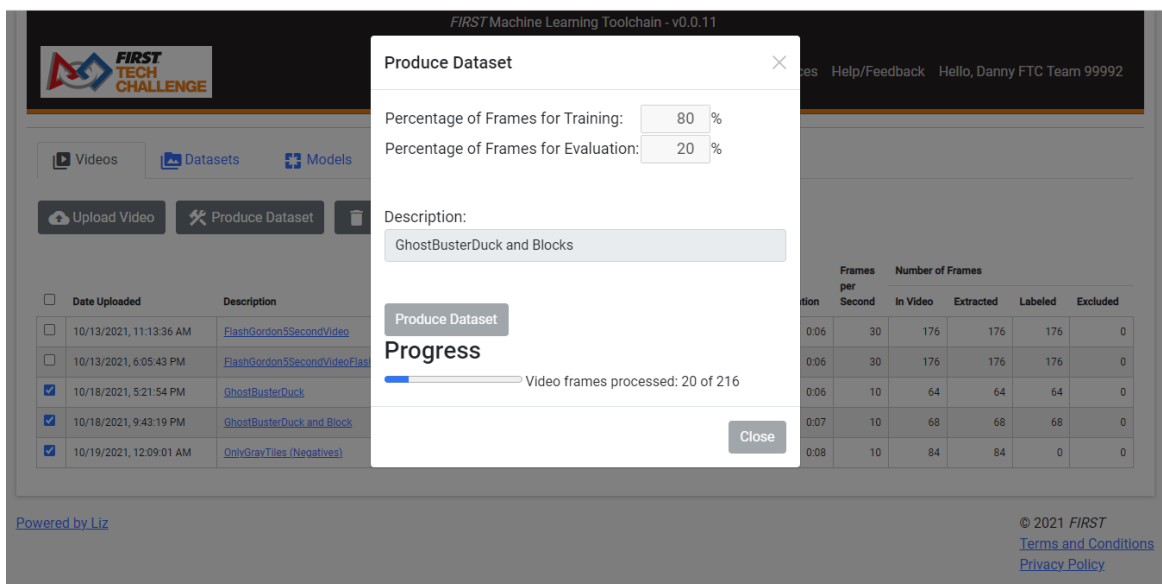 FIRST Machine Learning Toolchain - v0.0.11
FIRST
TECH
CHALLENGE
Help/Feedback Hello, Danny FTC Team 99992
Produce Dataset
Percentage of Frames for Training: 80 %
Percentage of Frames for Evaluation: 20 %
Description:
GhostBusterDuck and Blocks
Produce Dataset
Progress
Video frames processed: 20 of 216
Close
Videos Datasets Models
Upload Video Produce Dataset
Frames per Second Number of Frames
Date Uploaded Description In Video Extracted Labeled Excluded
10/13/2021, 11:13:36 AM FlashGordon5SecondVideo 0:06 30 176 176 176 0
10/13/2021, 6:05:43 PM FlashGordon5SecondVideoFlas 0:06 30 176 176 176 0
10/18/2021, 5:21:54 PM GhostBusterDuck 0:06 10 64 64 64 0
10/18/2021, 9:43:19 PM GhostBusterDuck and Block 0:07 10 68 68 68 0
10/19/2021, 12:09:01 AM OnlyGrayTiles (Negatives) 0:08 10 84 84 0 0
Powered by Liz
© 2021 FIRST
Terms and Conditions
Privacy Policy